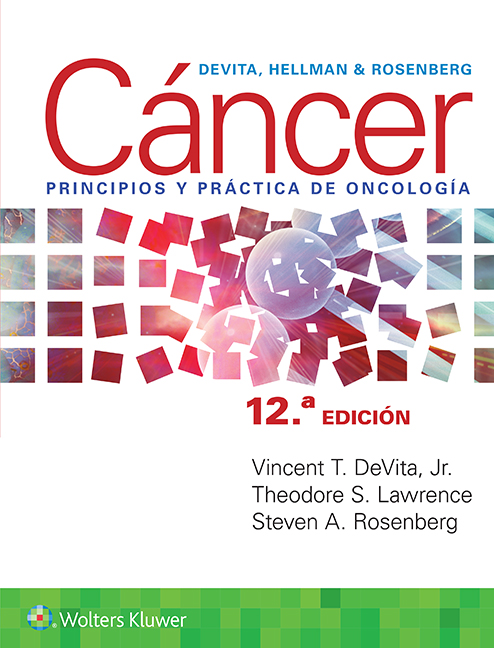 DEVITA, HELLMAN & ROSENBERG
Cáncer
PRINCIPIOS Y PRÁCTICA DE ONCOLOGÍA
12.ª EDICIÓN
Vincent T. DeVita, Jr.
Theodore S. Lawrence
Steven A. Rosenberg
Wolters Kluwer